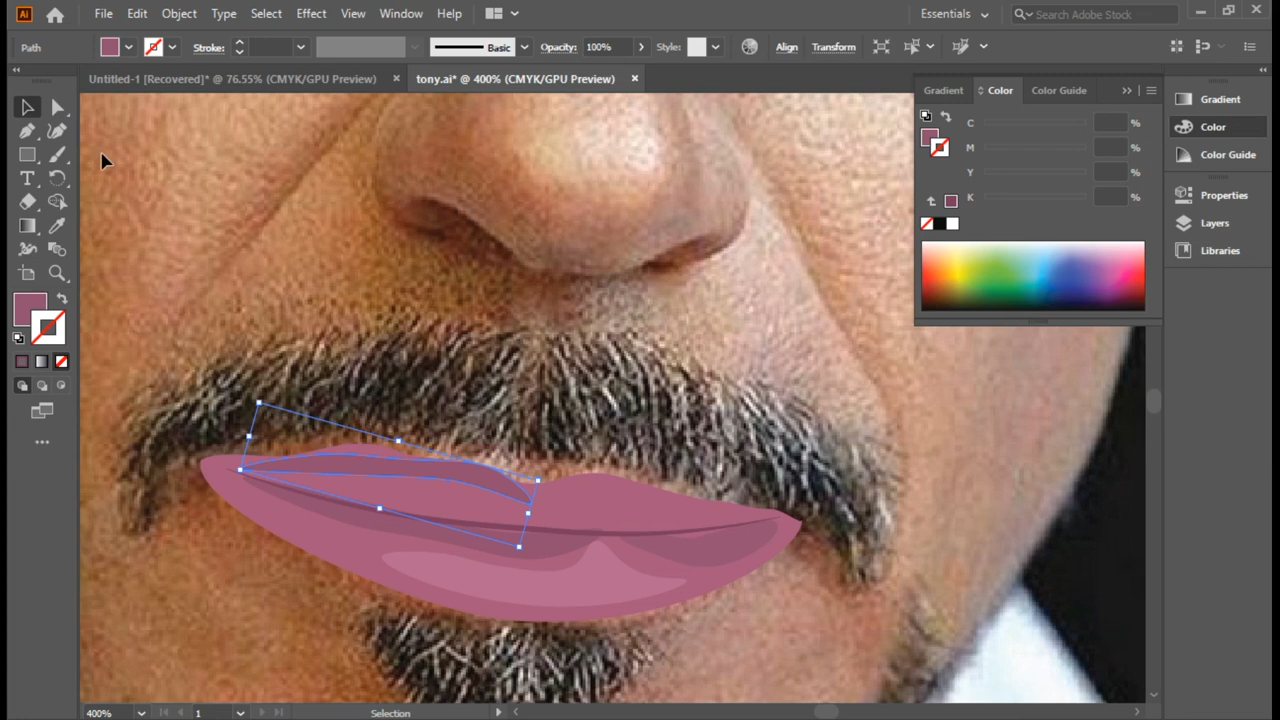 Ai File Edit Object Type Select Effect View Window Help Essentials Search Adobe Stock
Path Stroke: Basic Opacity: 100% Style: Align Transform
Untitled-1 [Recovered]* @ 76.55% (CMYK/GPU Preview) × tony.ai* @ 400% (CMYK/GPU Preview) ×
Gradient Color Color Guide
C %
M %
Y %
K %
Gradient
Color
Color Guide
Properties
Layers
Libraries
400% 1 Selection